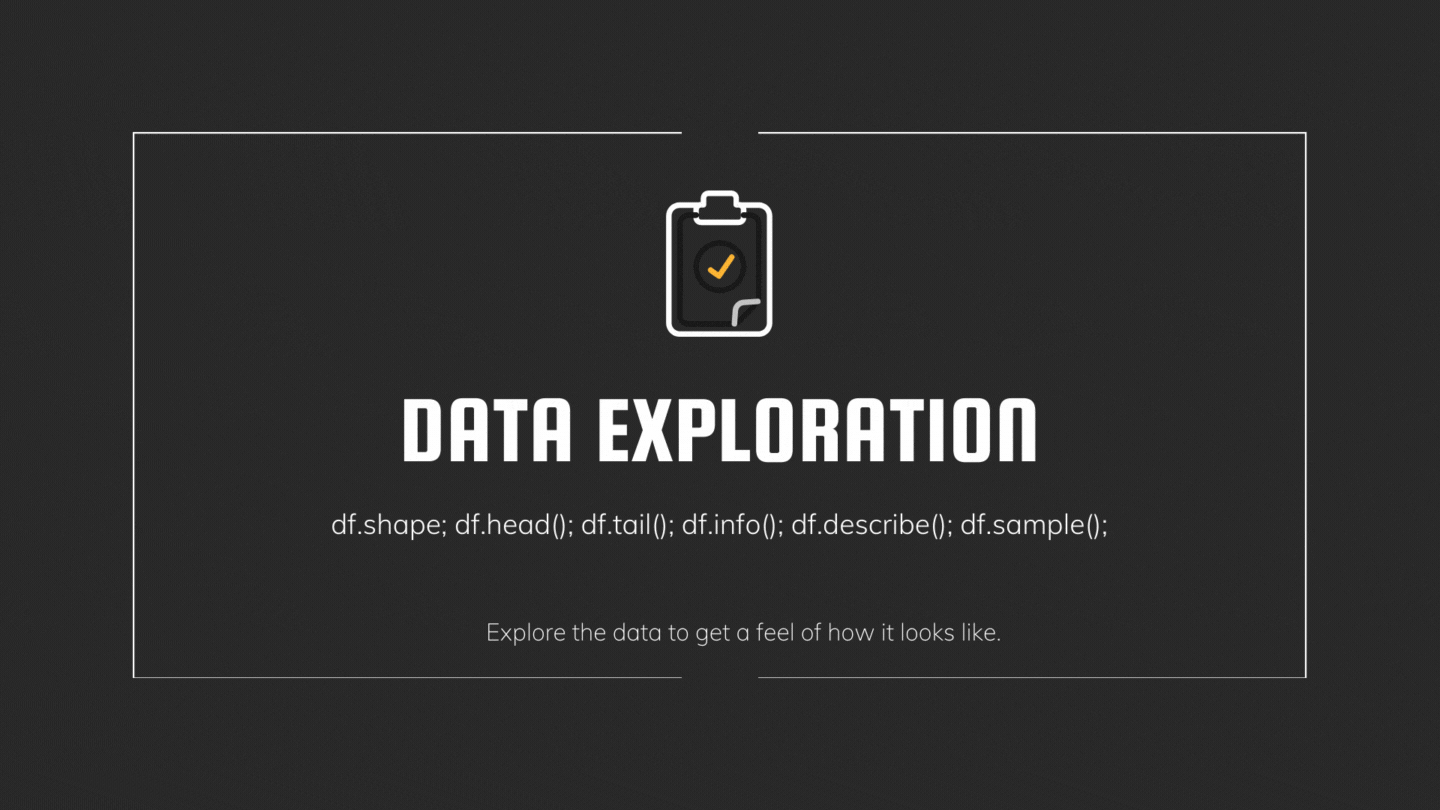 DATA EXPLORATION
df.shape; df.head(); df.tail(); df.info(); df.describe(); df.sample();
Explore the data to get a feel of how it looks like.